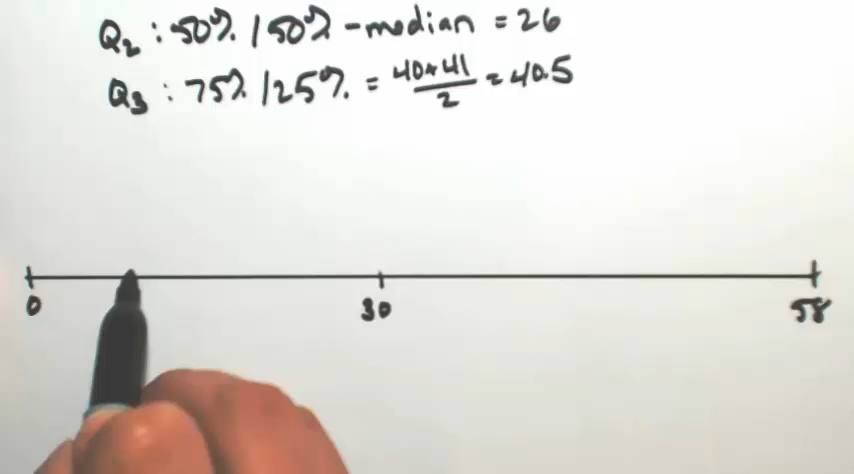 Q2 : 50% / 50% - median = 26
Q3 : 75% / 25% = 40+41/2 = 40.5
0 30 58